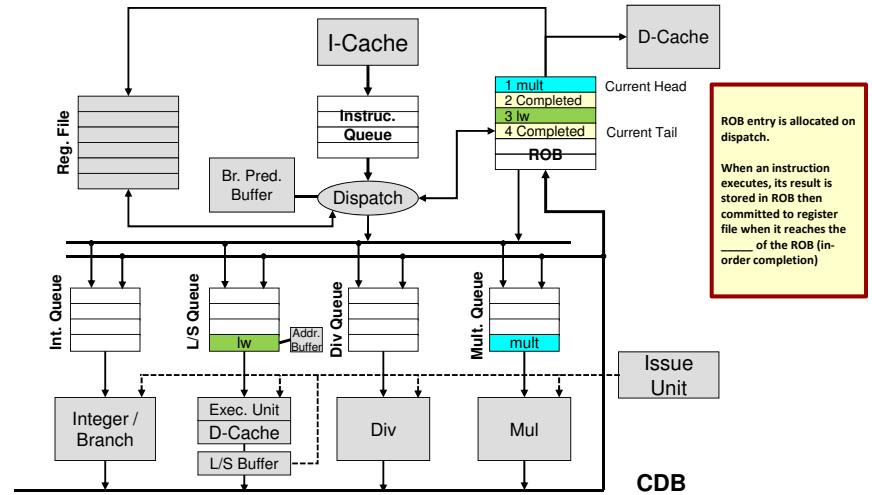 I-Cache
D-Cache
Reg. File
Instruc.
Queue
1 mult
2 Completed
3 lw
4 Completed
ROB
Current Head
Current Tail
ROB entry is allocated on
dispatch.
When an instruction
executes, its result is
stored in ROB then
committed to register
file when it reaches the
_____ of the ROB (in-
order completion)
Br. Pred.
Buffer
Dispatch
Int. Queue
L/S Queue
lw
Addr.
Buffer
Div Queue
Mult. Queue
mult
Issue
Unit
Integer /
Branch
Exec. Unit
D-Cache
L/S Buffer
Div
Mul
CDB